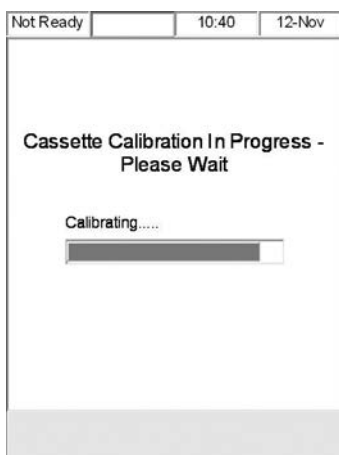 Not Ready 10:40 12-Nov
Cassette Calibration In Progress -
Please Wait
Calibrating.....